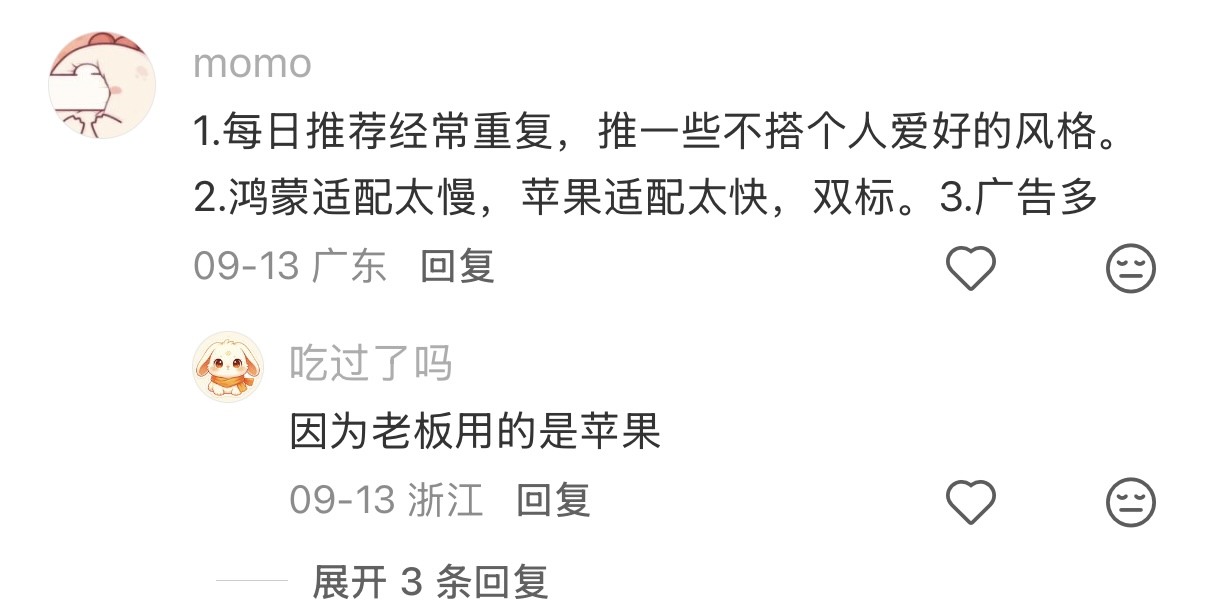 momo
1.每日推荐经常重复，推一些不搭个人爱好的风格。
2.鸿蒙适配太慢，苹果适配太快，双标。3.广告多
09-13 广东 回复
吃过了吗
因为老板用的是苹果
09-13 浙江 回复
展开 3 条回复